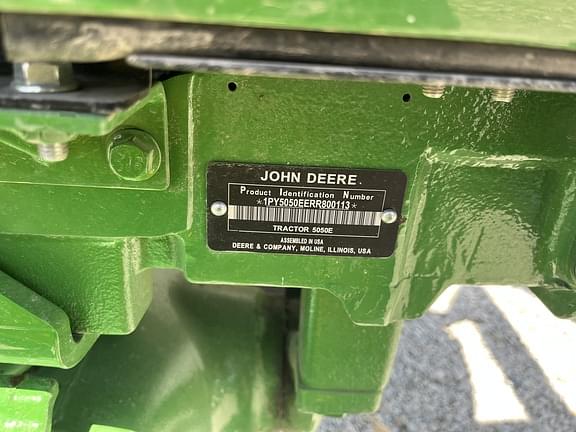 JOHN DEERE
Product Identification Number
*1PY5050EERR800113*
TRACTOR 5050E
ASSEMBLED IN USA
DEERE & COMPANY, MOLINE, ILLINOIS, USA